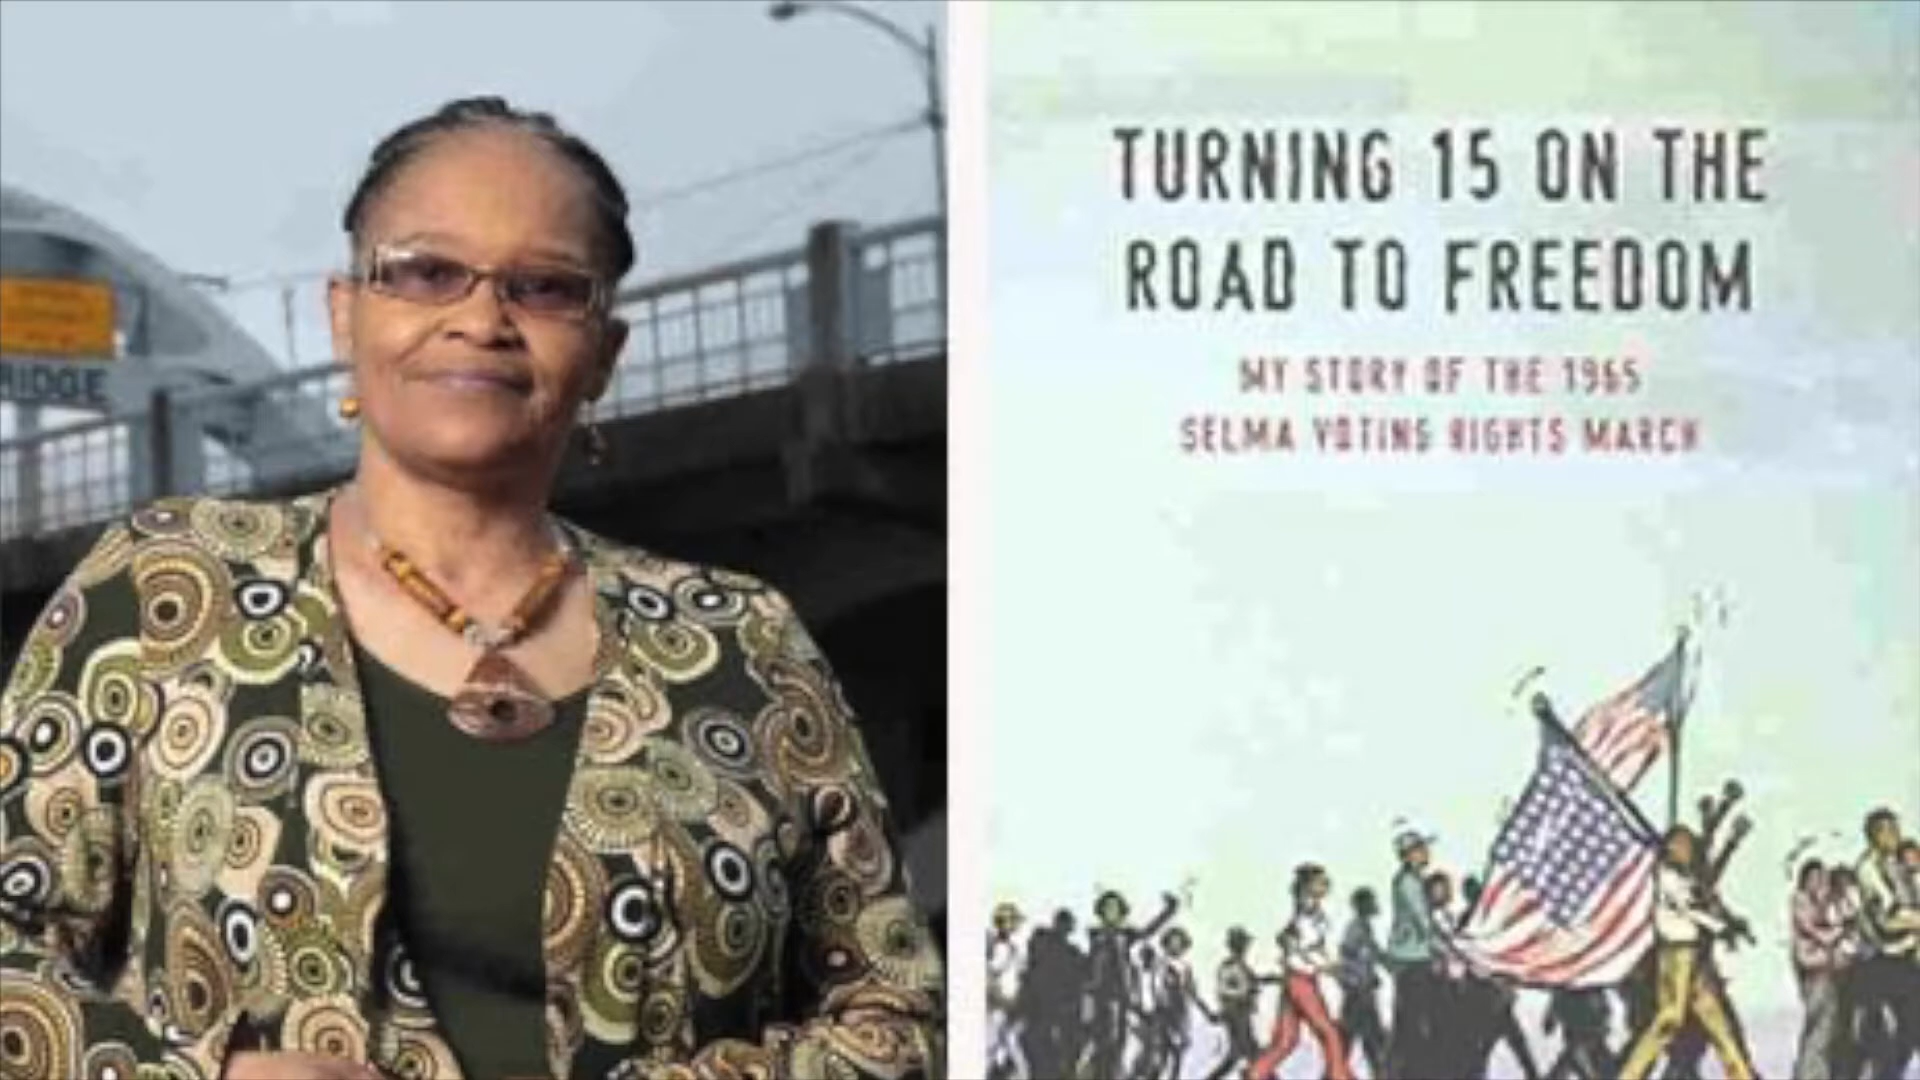 RIDGE
TURNING 15 ON THE
ROAD TO FREEDOM
MY STORY OF THE 1965
SELMA VOTING RIGHTS MARCH